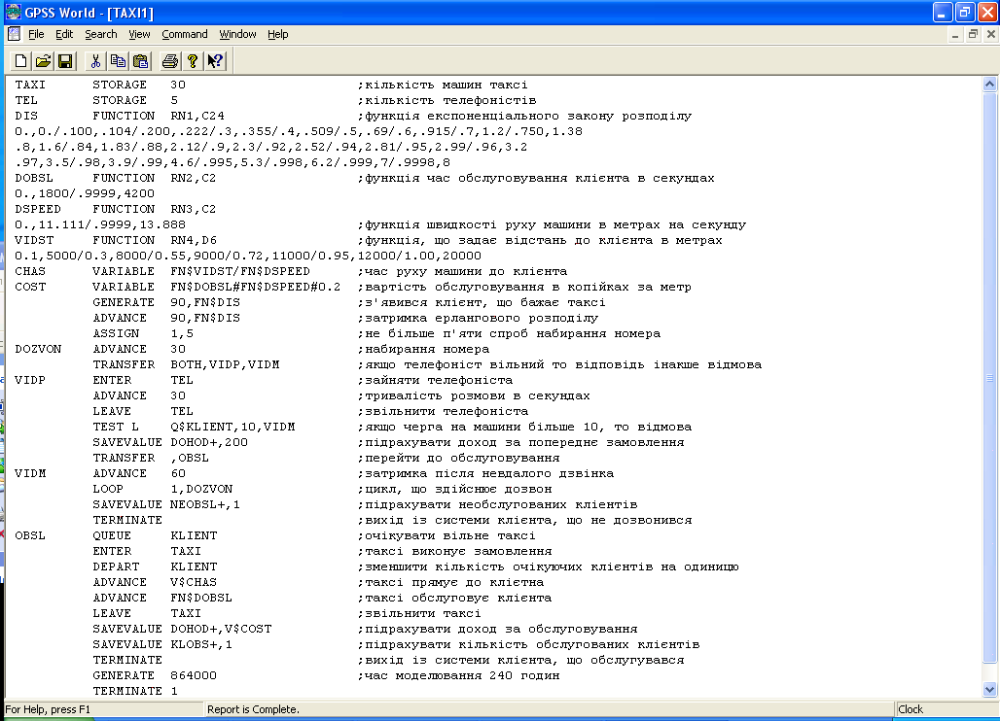 GPSS World - [TAXI1]
File Edit Search View Command Window Help
TAXI STORAGE 30 ;кількість машин таксі
TEL STORAGE 5 ;кількість телефоністів
DIS FUNCTION RN1,C24 ;функція експоненціального закону розподілу
0.,0./.100,.104/.200,.222/.3,.355/.4,.509/.5,.69/.6,.915/.7,1.2/.750,1.38
.8,1.6/.84,1.83/.88,2.12/.9,2.3/.92,2.52/.94,2.81/.95,2.99/.96,3.2
.97,3.5/.98,3.9/.99,4.6/.995,5.3/.998,6.2/.999,7/.9998,8
DOBSL FUNCTION RN2,C2 ;функція час обслуговування клієнта в секундах
0.,1800/.9999,4200
DSPEED FUNCTION RN3,C2
0.,11.111/.9999,13.888 ;функція швидкості руху машини в метрах на секунду
VIDST FUNCTION RN4,D6 ;функція, що задає відстань до клієнта в метрах
0.1,5000/0.3,8000/0.55,9000/0.72,11000/0.95,12000/1.00,20000
CHAS VARIABLE FN$VIDST/FN$DSPEED ;час руху машини до клієнта
COST VARIABLE FN$DOBSL#FN$DSPEED#0.2 ;вартість обслуговування в копійках за метр
GENERATE 90,FN$DIS ;з'явився клієнт, що бажає таксі
ADVANCE 90,FN$DIS ;затримка ерлангового розподілу
ASSIGN 1,5 ;не більше п'яти спроб набирання номера
DOZVON ADVANCE 30 ;набирання номера
TRANSFER BOTH,VIDP,VIDM ;якщо телефоніст вільний то відповідь інакше відмова
VIDP ENTER TEL ;зайняти телефоніста
ADVANCE 30 ;тривалість розмови в секундах
LEAVE TEL ;звільнити телефоніста
TEST L Q$KLIENT,10,VIDM ;якщо черга на машини більше 10, то відмова
SAVEVALUE DOHOD+,200 ;підрахувати доход за попереднє замовлення
TRANSFER ,OBSL ;перейти до обслуговування
VIDM ADVANCE 60 ;затримка після невдалого дзвінка
LOOP 1,DOZVON ;цикл, що здійснює дозвон
SAVEVALUE NEOBSL+,1 ;підрахувати необслугованих клієнтів
TERMINATE ;вихід із системи клієнта, що не дозвонився
OBSL QUEUE KLIENT ;очікувати вільне таксі
ENTER TAXI ;таксі виконує замовлення
DEPART KLIENT ;зменшити кількість очікуючих клієнтів на одиницю
ADVANCE V$CHAS ;таксі прямує до клієтна
ADVANCE FN$DOBSL ;таксі обслуговує клієнта
LEAVE TAXI ;звільнити таксі
SAVEVALUE DOHOD+,V$COST ;підрахувати доход за обслуговування
SAVEVALUE KLOBS+,1 ;підрахувати кількість обслугованих клієнтів
TERMINATE ;вихід із системи клієнта, що обслугувався
GENERATE 864000 ;час моделювання 240 годин
TERMINATE 1
For Help, press F1 Report is Complete. Clock